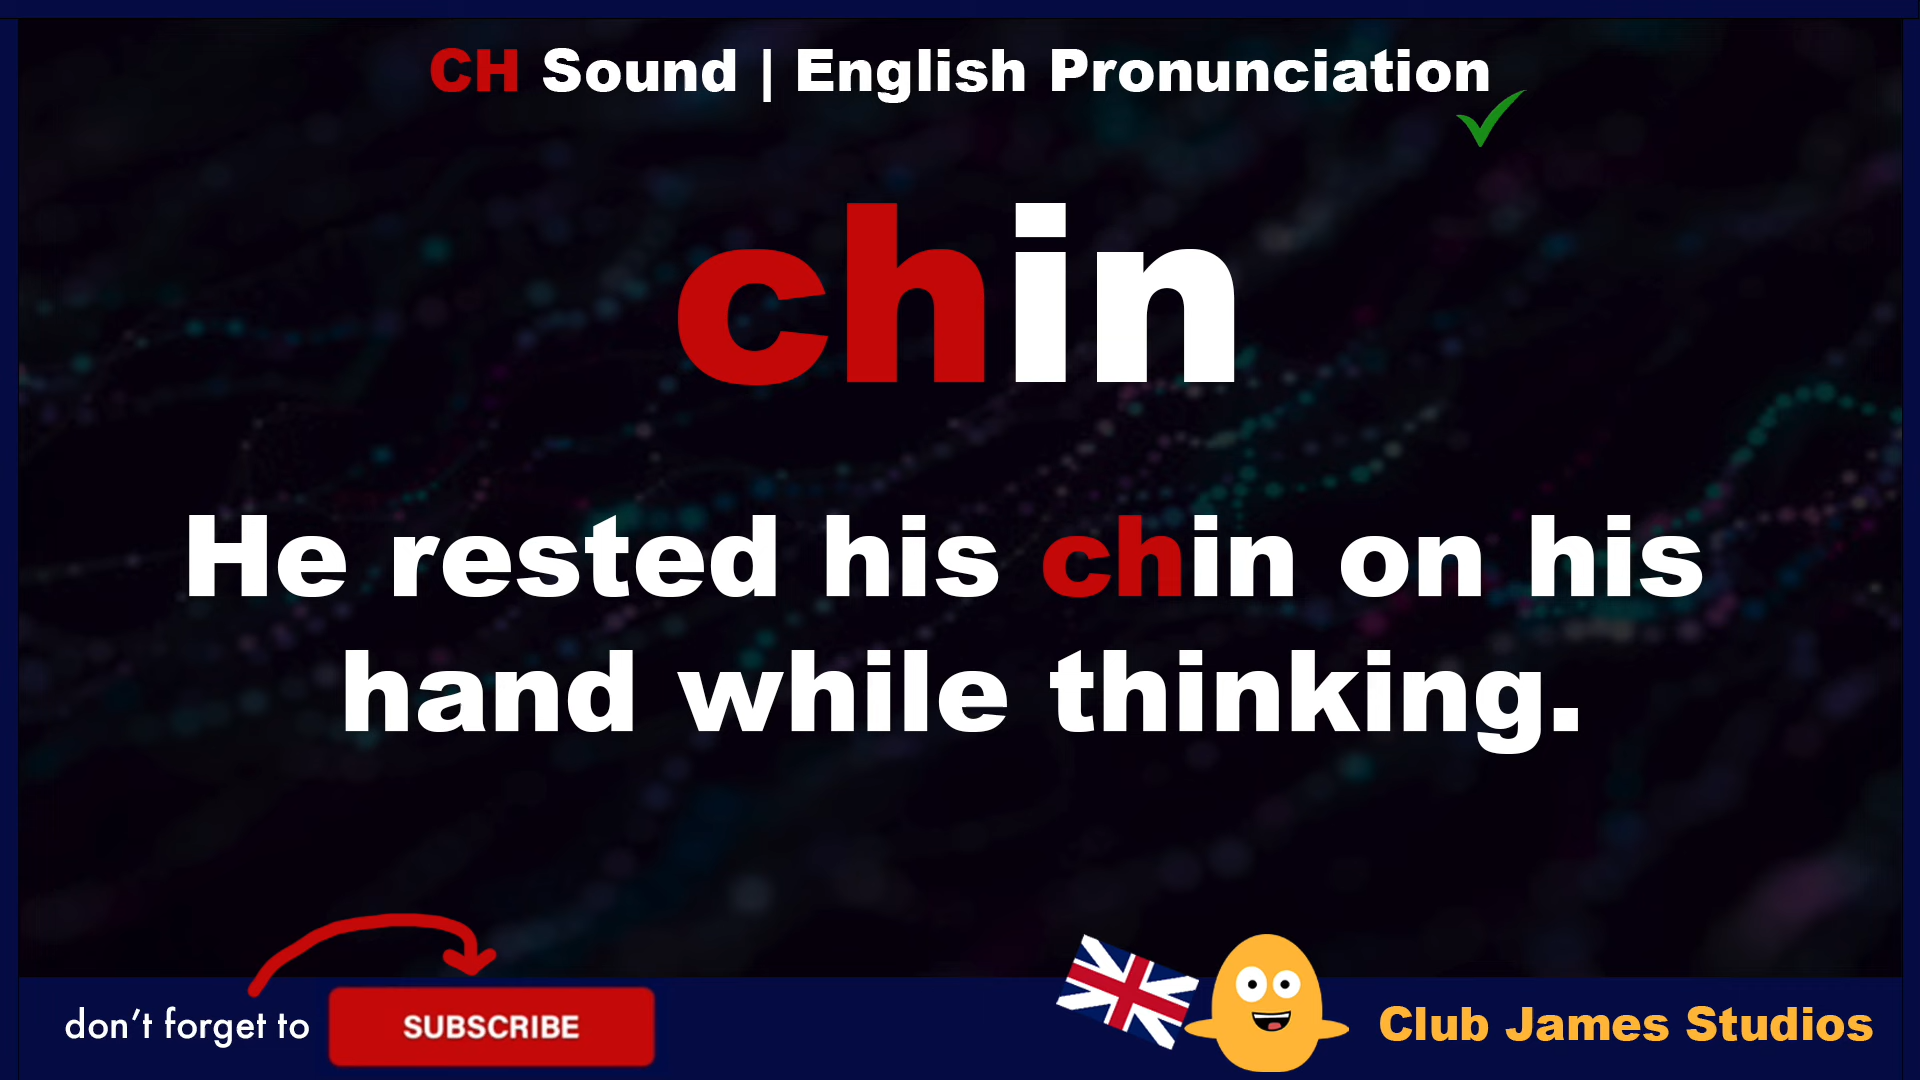 CH Sound | English Pronunciation
chin
He rested his chin on his
hand while thinking.
don't forget to
SUBSCRIBE
Club James Studios